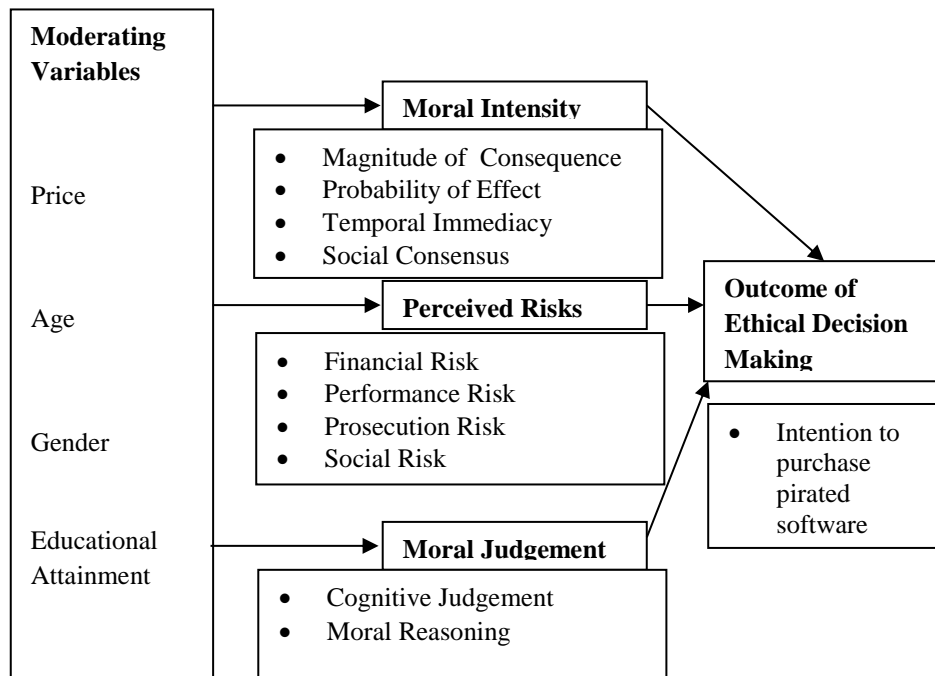 Moderating
Variables
Price
Age
Gender
Educational
Attainment
Moral Intensity
• Magnitude of Consequence
• Probability of Effect
• Temporal Immediacy
• Social Consensus
Perceived Risks
• Financial Risk
• Performance Risk
• Prosecution Risk
• Social Risk
Moral Judgement
• Cognitive Judgement
• Moral Reasoning
Outcome of
Ethical Decision
Making
• Intention to
purchase
pirated
software